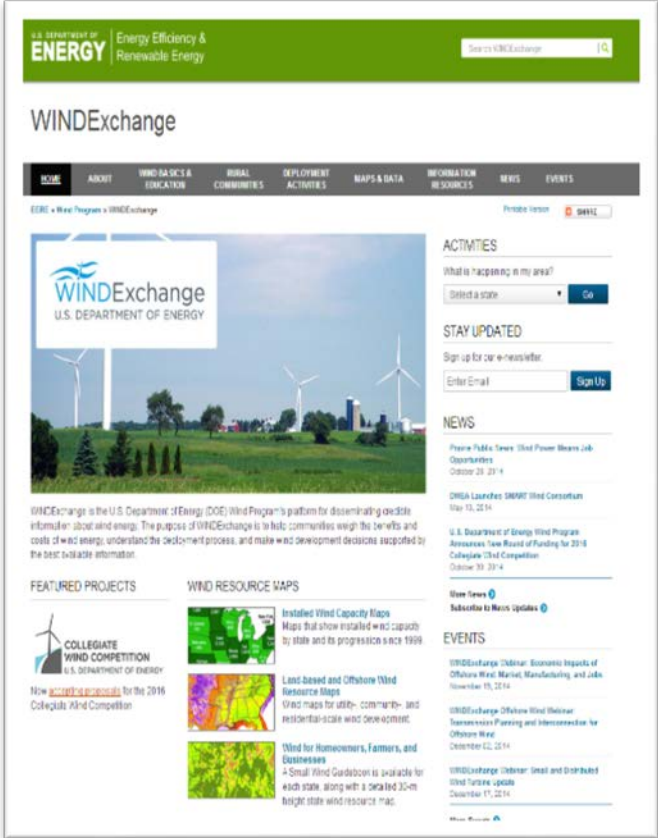 U.S. DEPARTMENT OF
ENERGY
Energy Efficiency &
Renewable Energy
Search WINDExchange
WINDExchange
HOME
ABOUT
WIND BASICS &
EDUCATION
RURAL
COMMUNITIES
DEPLOYMENT
ACTIVITIES
MAPS & DATA
INFORMATION
RESOURCES
NEWS
EVENTS
EERE » Wind Program » WINDExchange
Printable Version
SHARE
WINDExchange
U.S. DEPARTMENT OF ENERGY
WINDExchange is the U.S. Department of Energy (DOE) Wind Program's platform for disseminating credible
information about wind energy. The purpose of WINDExchange is to help communities weigh the benefits and
costs of wind energy, understand the deployment process, and make wind development decisions supported by
the best available information.
FEATURED PROJECTS
COLLEGIATE
WIND COMPETITION
U.S. DEPARTMENT OF ENERGY
Now accepting proposals for the 2016
Collegiate Wind Competition
WIND RESOURCE MAPS
Installed Wind Capacity Maps
Maps that show installed wind capacity
by state and its progression since 1999.
Land-based and Offshore Wind
Resource Maps
Wind maps for utility-, community-, and
residential-scale wind development.
Wind for Homeowners, Farmers, and
Businesses
A Small Wind Guidebook is available for
each state, along with a detailed 30-m
height state wind resource map.
ACTIVITIES
What is happening in my area?
Select a state
Go
STAY UPDATED
Sign up for our e-newsletter.
Enter Email
Sign Up
NEWS
Prairie Public News: Wind Power Means Job
Opportunities
October 2014
DWEA Launches SMART Wind Consortium
May 2014
U.S. Department of Energy Wind Program
Announces New Round of Funding for 2016
Collegiate Wind Competition
October 2014
More News
Subscribe to News Updates
EVENTS
WINDExchange Webinar: Economic Impacts of
Offshore Wind: Market, Manufacturing, and Jobs
November 2014
WINDExchange Offshore Wind Webinar:
Transmission Planning and Interconnection for
Offshore Wind
December 02, 2014
WINDExchange Webinar: Small and Distributed
Wind Turbine Update
December 17, 2014
More Events